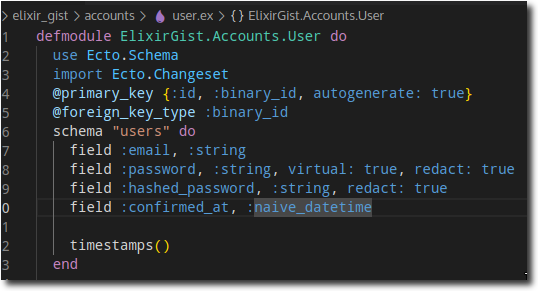 elixir_gist > accounts > user.ex > {} ElixirGist.Accounts.User
1 defmodule ElixirGist.Accounts.User do
2 use Ecto.Schema
3 import Ecto.Changeset
4 @primary_key {:id, :binary_id, autogenerate: true}
5 @foreign_key_type :binary_id
6 schema "users" do
7 field :email, :string
8 field :password, :string, virtual: true, redact: true
9 field :hashed_password, :string, redact: true
0 field :confirmed_at, :naive_datetime
1
2 timestamps()
3 end